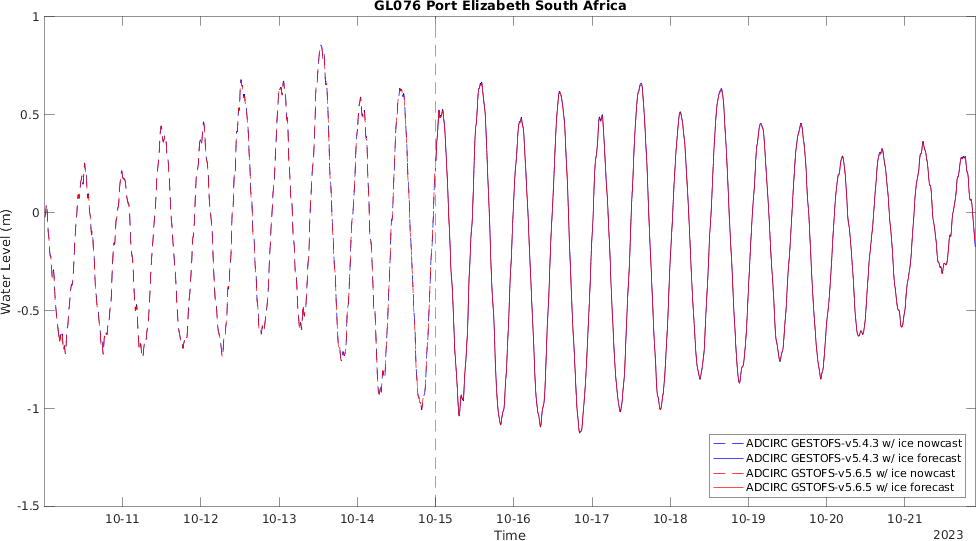 GL076 Port Elizabeth South Africa
1
0.5
0
-0.5
-1
-1.5
Water Level (m)
10-11 10-12 10-13 10-14 10-15 10-16 10-17 10-18 10-19 10-20 10-21
Time
2023
ADCIRC GESTOFS-v5.4.3 w/ ice nowcast
ADCIRC GESTOFS-v5.4.3 w/ ice forecast
ADCIRC GSTOFS-v5.6.5 w/ ice nowcast
ADCIRC GSTOFS-v5.6.5 w/ ice forecast